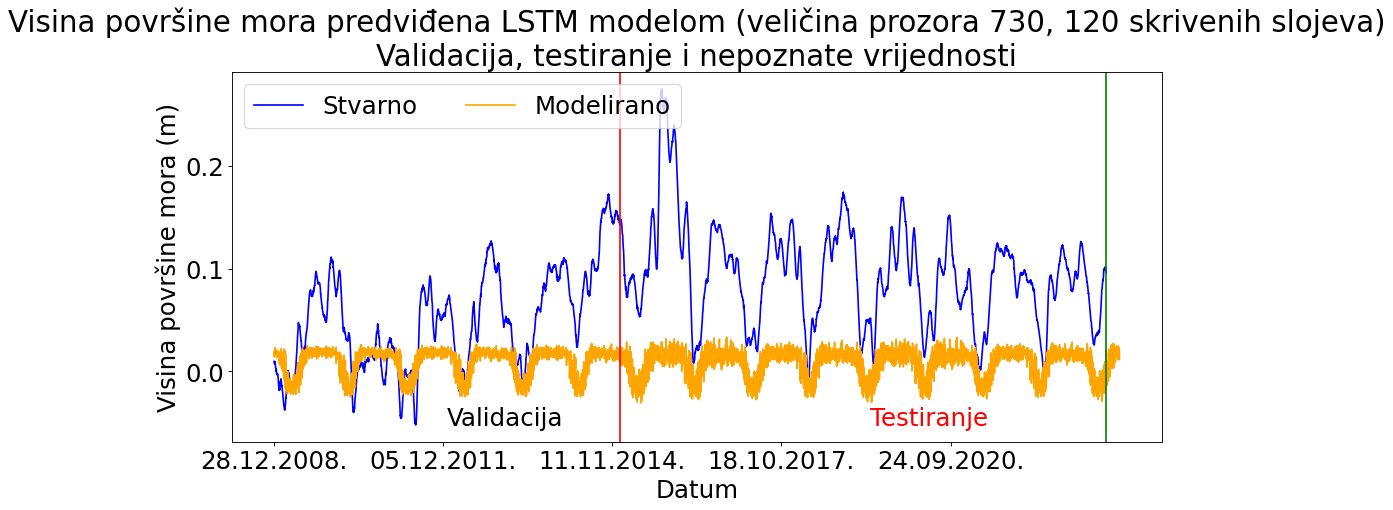 Visina površine mora predviđena LSTM modelom (veličina prozora 730, 120 skrivenih slojeva)
Validacija, testiranje i nepoznate vrijednosti
Stvarno
Modelirano
Visina površine mora (m)
0.2
0.1
0.0
Validacija
Testiranje
28.12.2008.
05.12.2011.
11.11.2014.
18.10.2017.
24.09.2020.
Datum